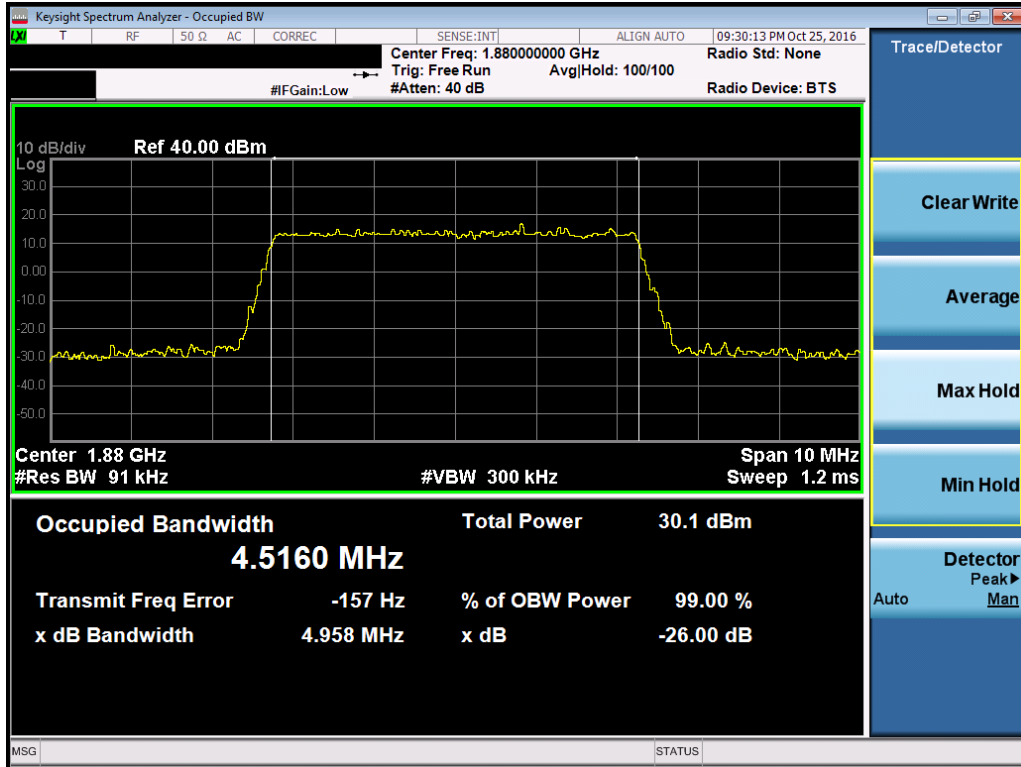 Keysight Spectrum Analyzer - Occupied BW
LXI T RF 50 Ω AC CORREC SENSE:INT ALIGN AUTO 09:30:13 PM Oct 25, 2016
Center Freq: 1.880000000 GHz Radio Std: None
Trig: Free Run Avg|Hold: 100/100
#IFGain:Low #Atten: 40 dB Radio Device: BTS
10 dB/div Ref 40.00 dBm
Log
30.0
20.0
10.0
0.00
-10.0
-20.0
-30.0
-40.0
-50.0
Center 1.88 GHz Span 10 MHz
#Res BW 91 kHz #VBW 300 kHz Sweep 1.2 ms
Occupied Bandwidth Total Power 30.1 dBm
4.5160 MHz
Transmit Freq Error -157 Hz % of OBW Power 99.00 %
x dB Bandwidth 4.958 MHz x dB -26.00 dB
MSG STATUS
Trace/Detector
Clear Write
Average
Max Hold
Min Hold
Detector
Peak▶
Auto Man